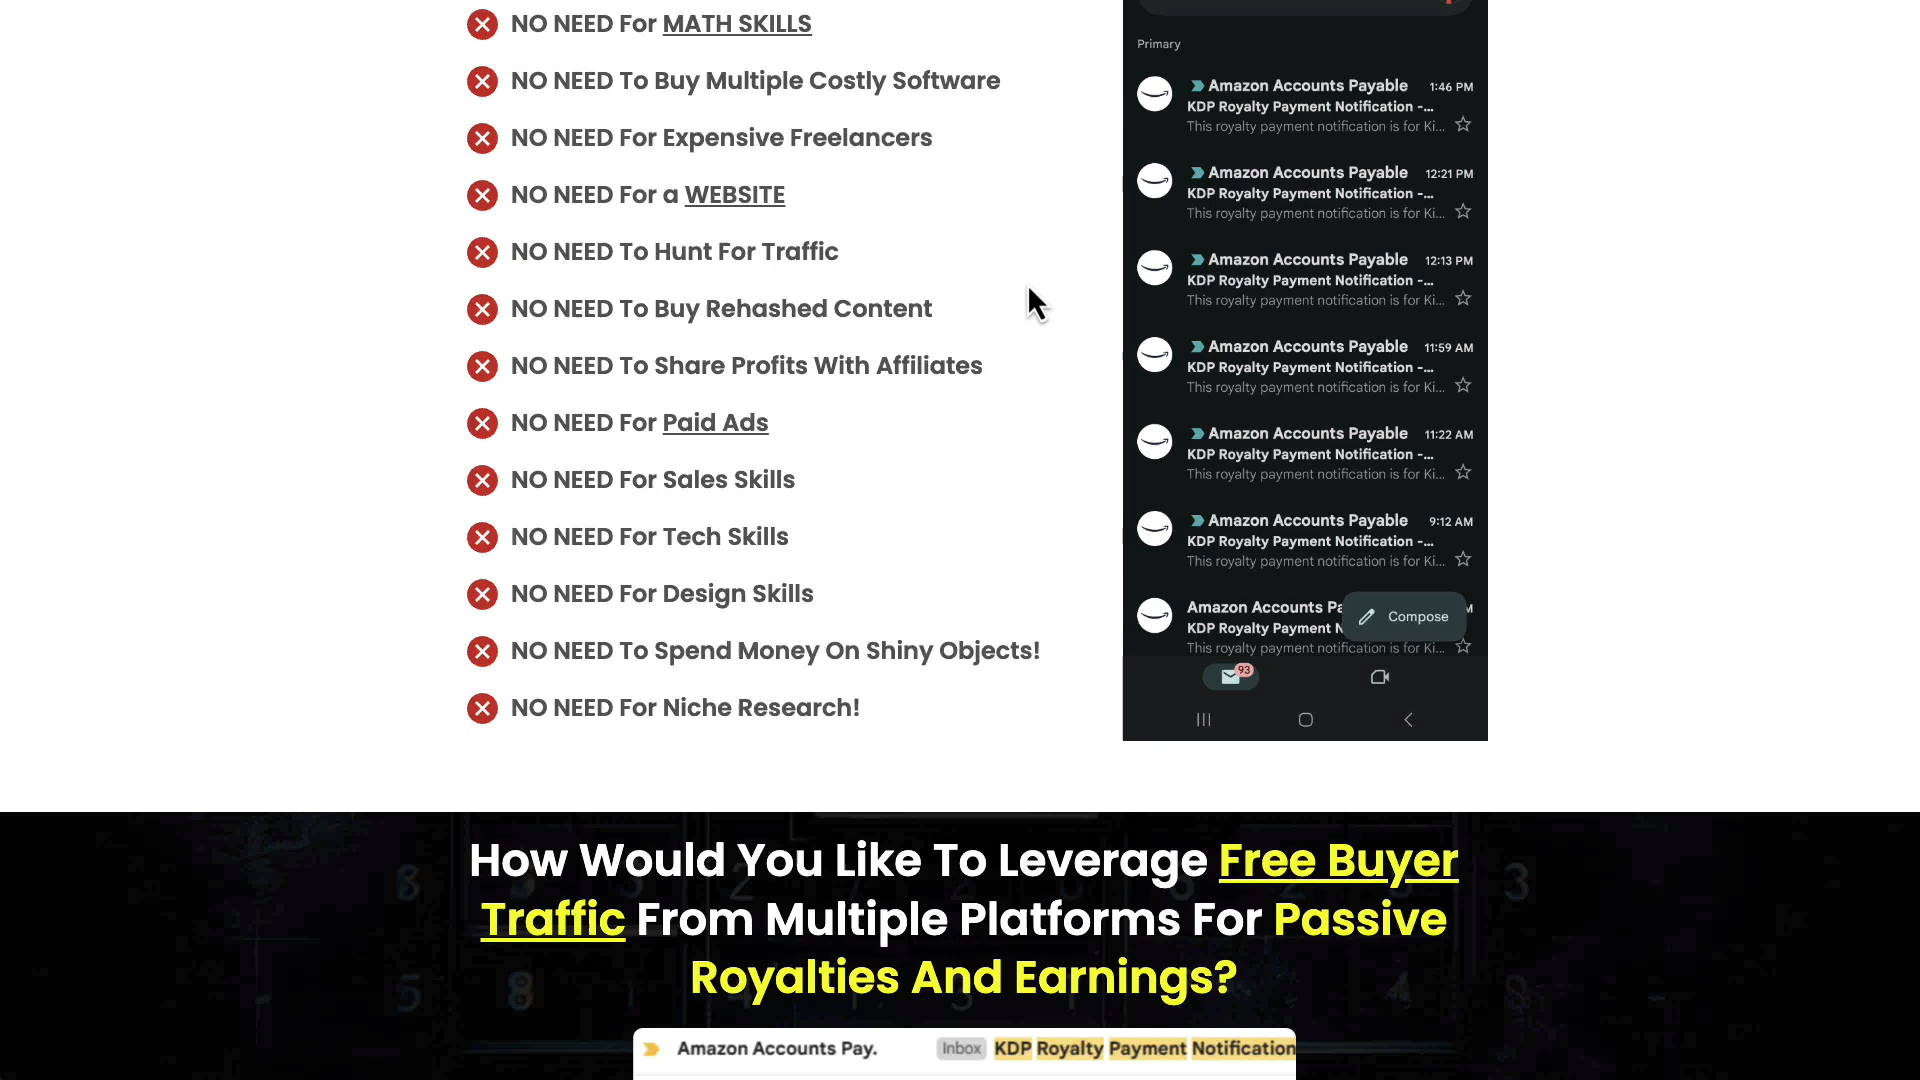 NO NEED For MATH SKILLS
NO NEED To Buy Multiple Costly Software
NO NEED For Expensive Freelancers
NO NEED For a WEBSITE
NO NEED To Hunt For Traffic
NO NEED To Buy Rehashed Content
NO NEED To Share Profits With Affiliates
NO NEED For Paid Ads
NO NEED For Sales Skills
NO NEED For Tech Skills
NO NEED For Design Skills
NO NEED To Spend Money On Shiny Objects!
NO NEED For Niche Research!
Primary
Amazon Accounts Payable 1:46 PM
KDP Royalty Payment Notification -...
This royalty payment notification is for Ki...
Amazon Accounts Payable 12:21 PM
KDP Royalty Payment Notification -...
This royalty payment notification is for Ki...
Amazon Accounts Payable 12:13 PM
KDP Royalty Payment Notification -...
This royalty payment notification is for Ki...
Amazon Accounts Payable 11:59 AM
KDP Royalty Payment Notification -...
This royalty payment notification is for Ki...
Amazon Accounts Payable 11:22 AM
KDP Royalty Payment Notification -...
This royalty payment notification is for Ki...
Amazon Accounts Payable 9:12 AM
KDP Royalty Payment Notification -...
This royalty payment notification is for Ki...
Amazon Accounts Pa
KDP Royalty Payment N
This royalty payment notification is for Ki...
Compose
93
How Would You Like To Leverage Free Buyer
Traffic From Multiple Platforms For Passive
Royalties And Earnings?
Amazon Accounts Pay. Inbox KDP Royalty Payment Notification